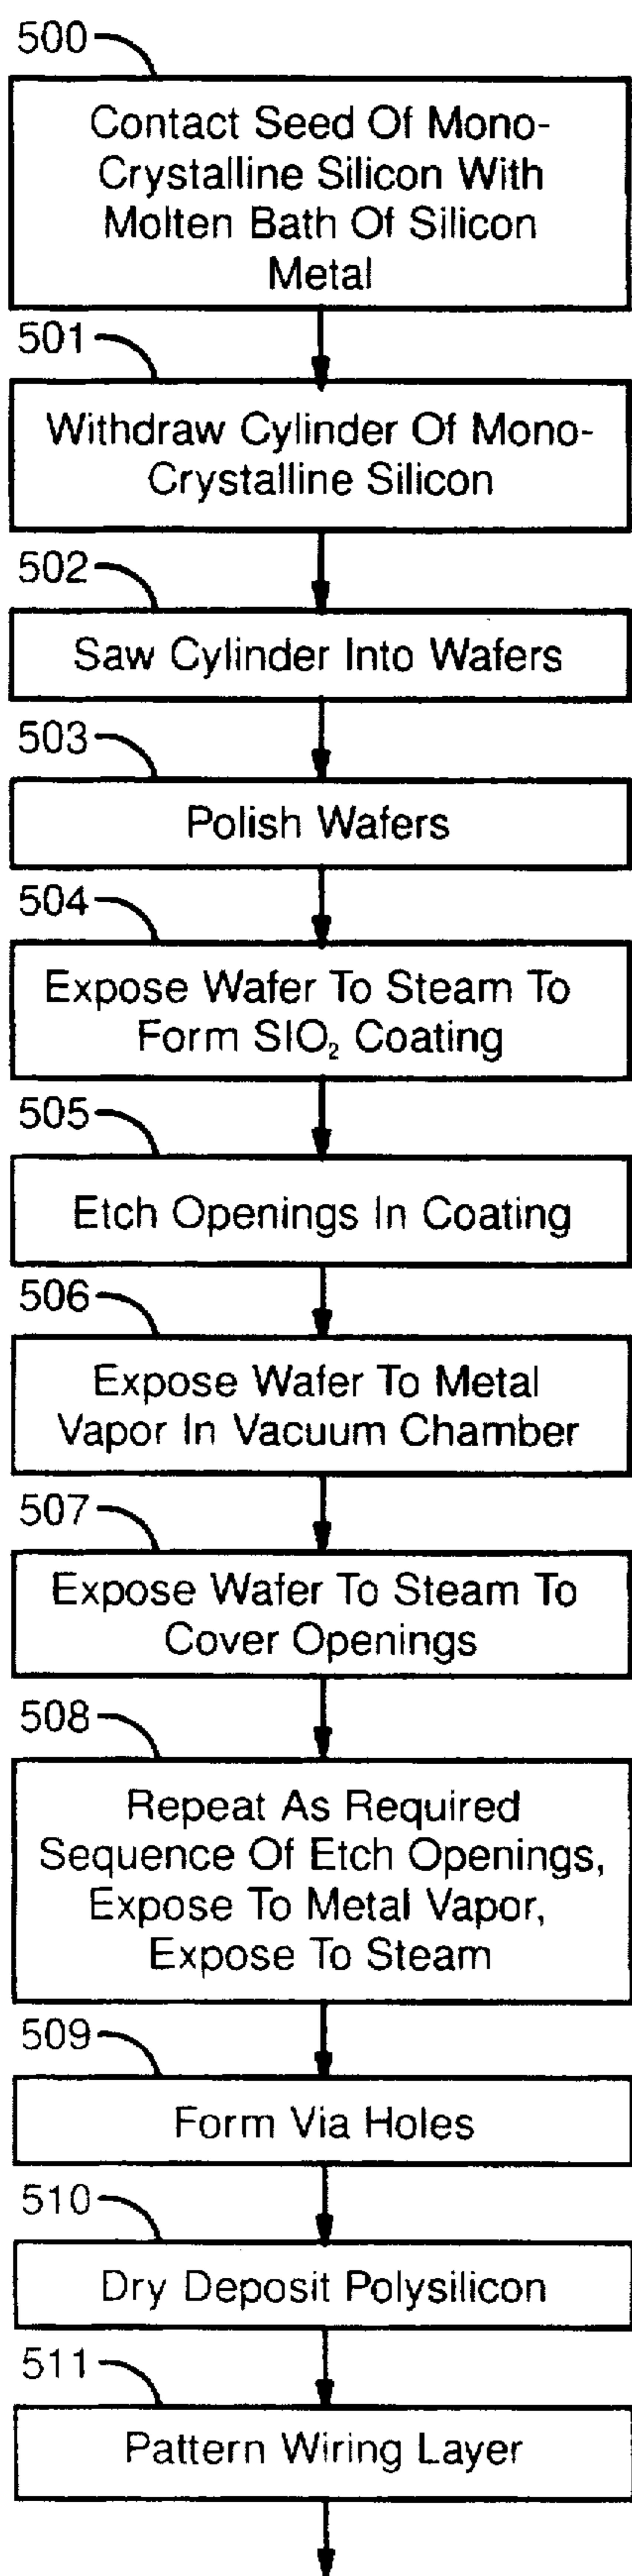 500
Contact Seed Of Mono-
Crystalline Silicon With
Molten Bath Of Silicon
Metal
501
Withdraw Cylinder Of Mono-
Crystalline Silicon
502
Saw Cylinder Into Wafers
503
Polish Wafers
504
Expose Wafer To Steam To
Form SIO₂ Coating
505
Etch Openings In Coating
506
Expose Wafer To Metal
Vapor In Vacuum Chamber
507
Expose Wafer To Steam To
Cover Openings
508
Repeat As Required
Sequence Of Etch Openings,
Expose To Metal Vapor,
Expose To Steam
509
Form Via Holes
510
Dry Deposit Polysilicon
511
Pattern Wiring Layer